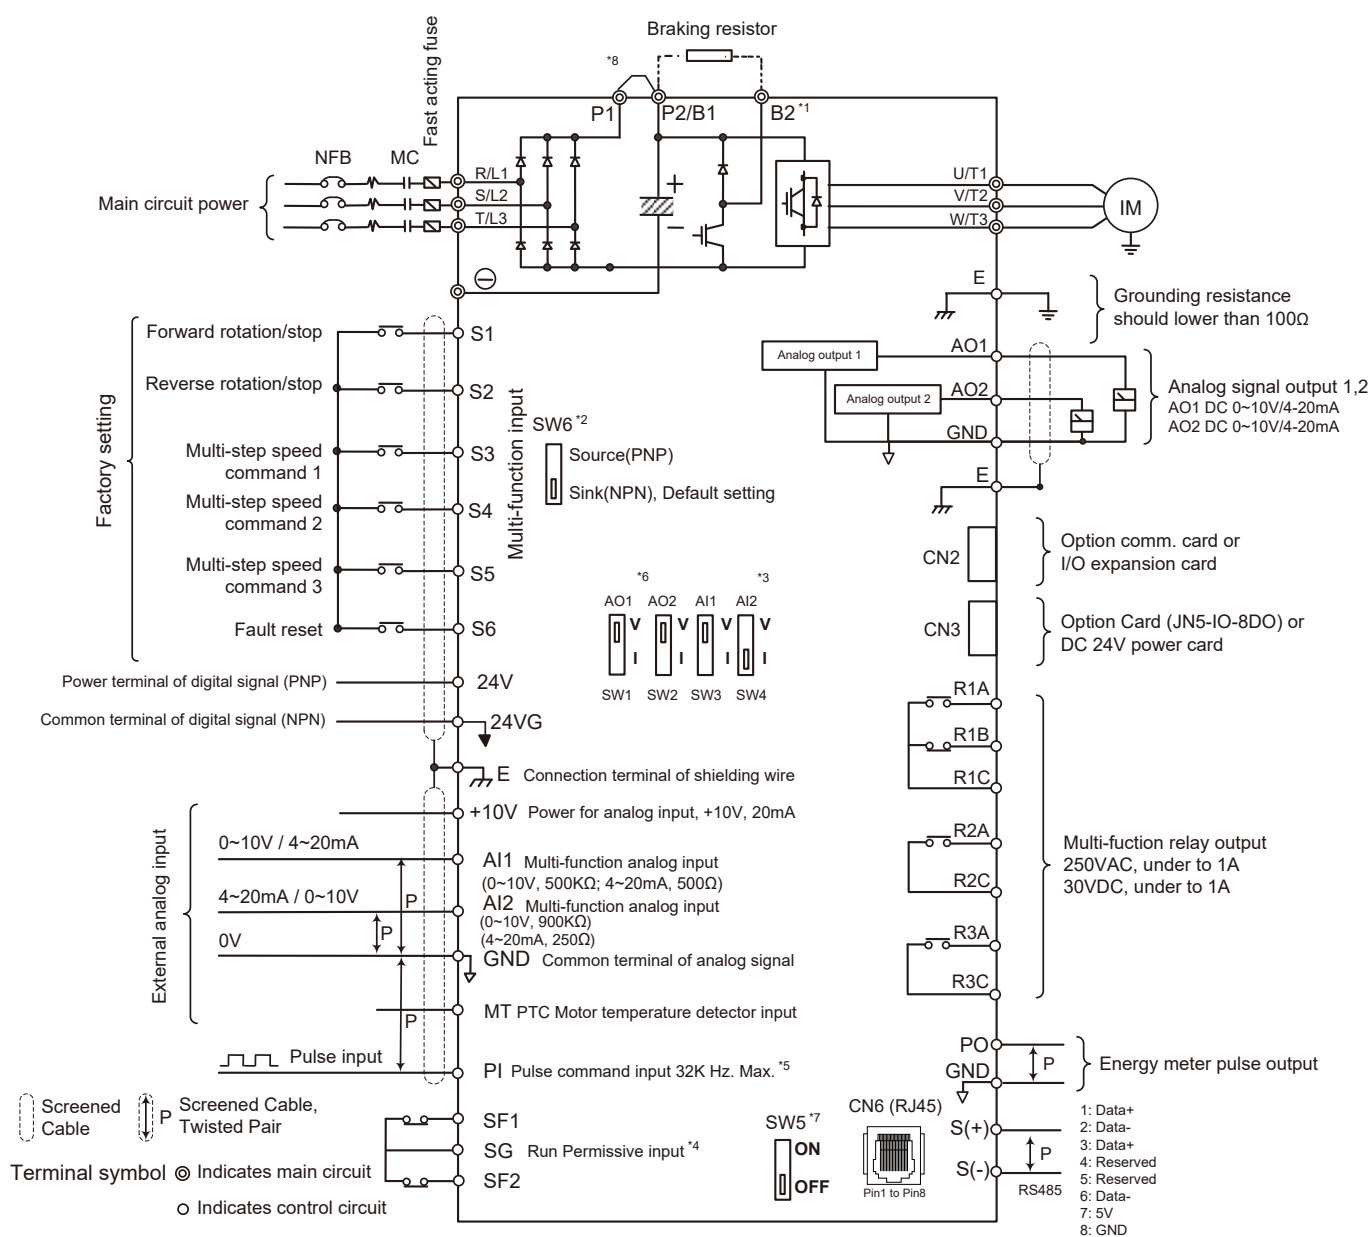 Braking resistor
Fast acting fuse
*8
P1
P2/B1
B2 *1
NFB
MC
Main circuit power
R/L1
S/L2
T/L3
+
−
U/T1
V/T2
W/T3
IM
E
Grounding resistance
should lower than 100Ω
Factory setting
Forward rotation/stop
S1
Reverse rotation/stop
S2
Multi-step speed
command 1
S3
Multi-step speed
command 2
S4
Multi-step speed
command 3
S5
Fault reset
S6
Multi-function input
SW6 *2
Source(PNP)
Sink(NPN), Default setting
Analog output 1
AO1
Analog output 2
AO2
GND
E
Analog signal output 1,2
AO1 DC 0~10V/4-20mA
AO2 DC 0~10V/4-20mA
CN2
Option comm. card or
I/O expansion card
CN3
Option Card (JN5-IO-8DO) or
DC 24V power card
*6
*3
AO1
AO2
AI1
AI2
V
V
V
V
I
I
I
I
SW1
SW2
SW3
SW4
Power terminal of digital signal (PNP)
24V
Common terminal of digital signal (NPN)
24VG
E Connection terminal of shielding wire
R1A
R1B
R1C
R2A
R2C
R3A
R3C
Multi-fuction relay output
250VAC, under to 1A
30VDC, under to 1A
External analog input
+10V Power for analog input, +10V, 20mA
0~10V / 4~20mA
AI1 Multi-function analog input
(0~10V, 500KΩ; 4~20mA, 500Ω)
4~20mA / 0~10V
P
AI2 Multi-function analog input
(0~10V, 900KΩ)
(4~20mA, 250Ω)
P
0V
GND Common terminal of analog signal
MT PTC Motor temperature detector input
P
Pulse input
PI Pulse command input 32K Hz. Max. *5
PO
GND
P
Energy meter pulse output
Screened
Cable
P
Screened Cable,
Twisted Pair
Terminal symbol
Indicates main circuit
Indicates control circuit
SF1
SG Run Permissive input *4
SF2
SW5 *7
ON
OFF
CN6 (RJ45)
Pin1 to Pin8
S(+)
S(-)
P
RS485
1: Data+
2: Data-
3: Data+
4: Reserved
5: Reserved
6: Data-
7: 5V
8: GND